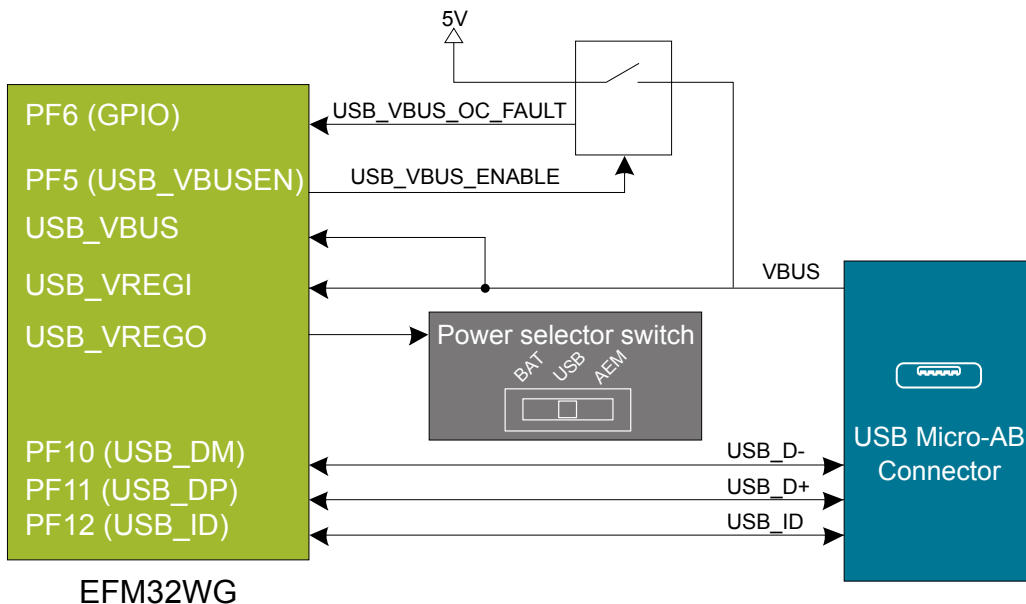 5V
PF6 (GPIO)
USB_VBUS_OC_FAULT
PF5 (USB_VBUSEN)
USB_VBUS_ENABLE
USB_VBUS
USB_VREGI
VBUS
USB_VREGO
Power selector switch
BAT
USB
AEM
USB Micro-AB
Connector
PF10 (USB_DM)
USB_D-
PF11 (USB_DP)
USB_D+
PF12 (USB_ID)
USB_ID
EFM32WG